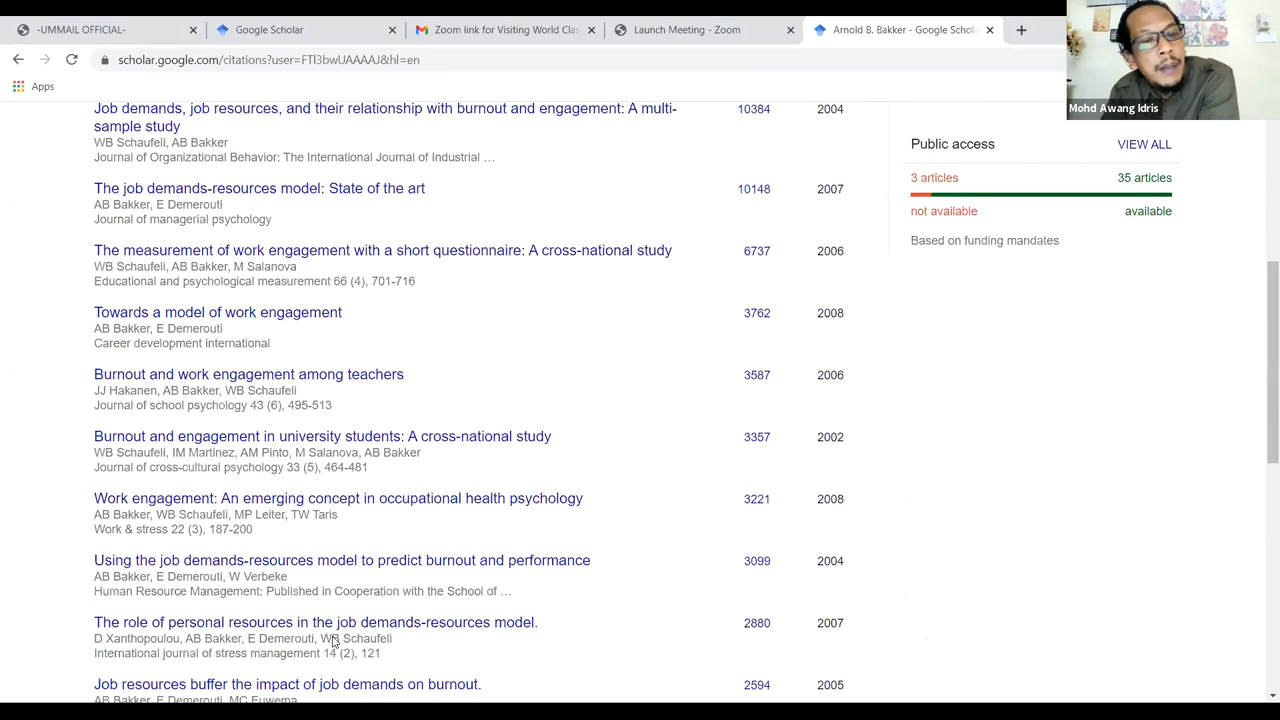 -UMMAIL OFFICIAL-
Google Scholar
Zoom link for Visiting World Clas
Launch Meeting - Zoom
Arnold B. Bakker - Google Schola
scholar.google.com/citations?user=FTl3bwUAAAAJ&hl=en
Apps
Mohd Awang Idris
Job demands, job resources, and their relationship with burnout and engagement: A multi- 10384 2004
sample study
WB Schaufeli, AB Bakker
Journal of Organizational Behavior: The International Journal of Industrial …
The job demands-resources model: State of the art 10148 2007
AB Bakker, E Demerouti
Journal of managerial psychology
The measurement of work engagement with a short questionnaire: A cross-national study 6737 2006
WB Schaufeli, AB Bakker, M Salanova
Educational and psychological measurement 66 (4), 701-716
Towards a model of work engagement 3762 2008
AB Bakker, E Demerouti
Career development international
Burnout and work engagement among teachers 3587 2006
JJ Hakanen, AB Bakker, WB Schaufeli
Journal of school psychology 43 (6), 495-513
Burnout and engagement in university students: A cross-national study 3357 2002
WB Schaufeli, IM Martinez, AM Pinto, M Salanova, AB Bakker
Journal of cross-cultural psychology 33 (5), 464-481
Work engagement: An emerging concept in occupational health psychology 3221 2008
AB Bakker, WB Schaufeli, MP Leiter, TW Taris
Work & stress 22 (3), 187-200
Using the job demands-resources model to predict burnout and performance 3099 2004
AB Bakker, E Demerouti, W Verbeke
Human Resource Management: Published in Cooperation with the School of …
The role of personal resources in the job demands-resources model. 2880 2007
D Xanthopoulou, AB Bakker, E Demerouti, WB Schaufeli
International journal of stress management 14 (2), 121
Job resources buffer the impact of job demands on burnout. 2594 2005
AB Bakker, E Demerouti, MC Euwema
Public access VIEW ALL
3 articles 35 articles
not available available
Based on funding mandates